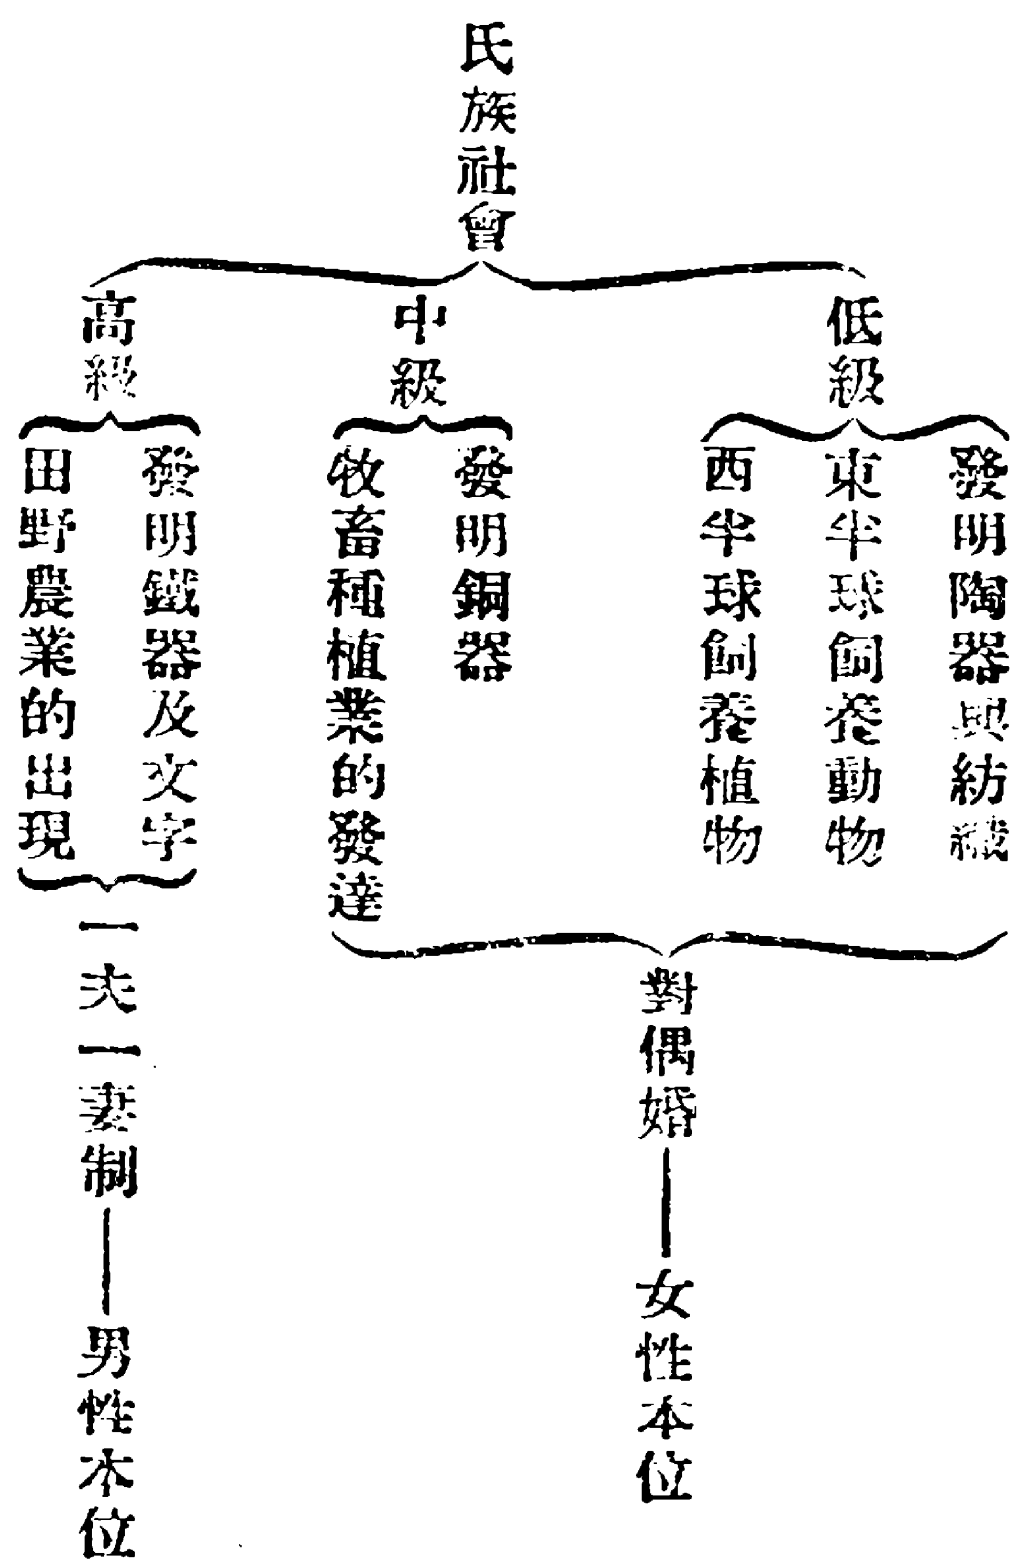 氏族社會
低級
發明陶器與紡織
東半球飼養動物
西半球飼養植物
中級
發明銅器
牧畜種植業的發達
高級
發明鐵器及文字
田野農業的出現
對偶婚
女性本位
一夫一妻制
男性本位